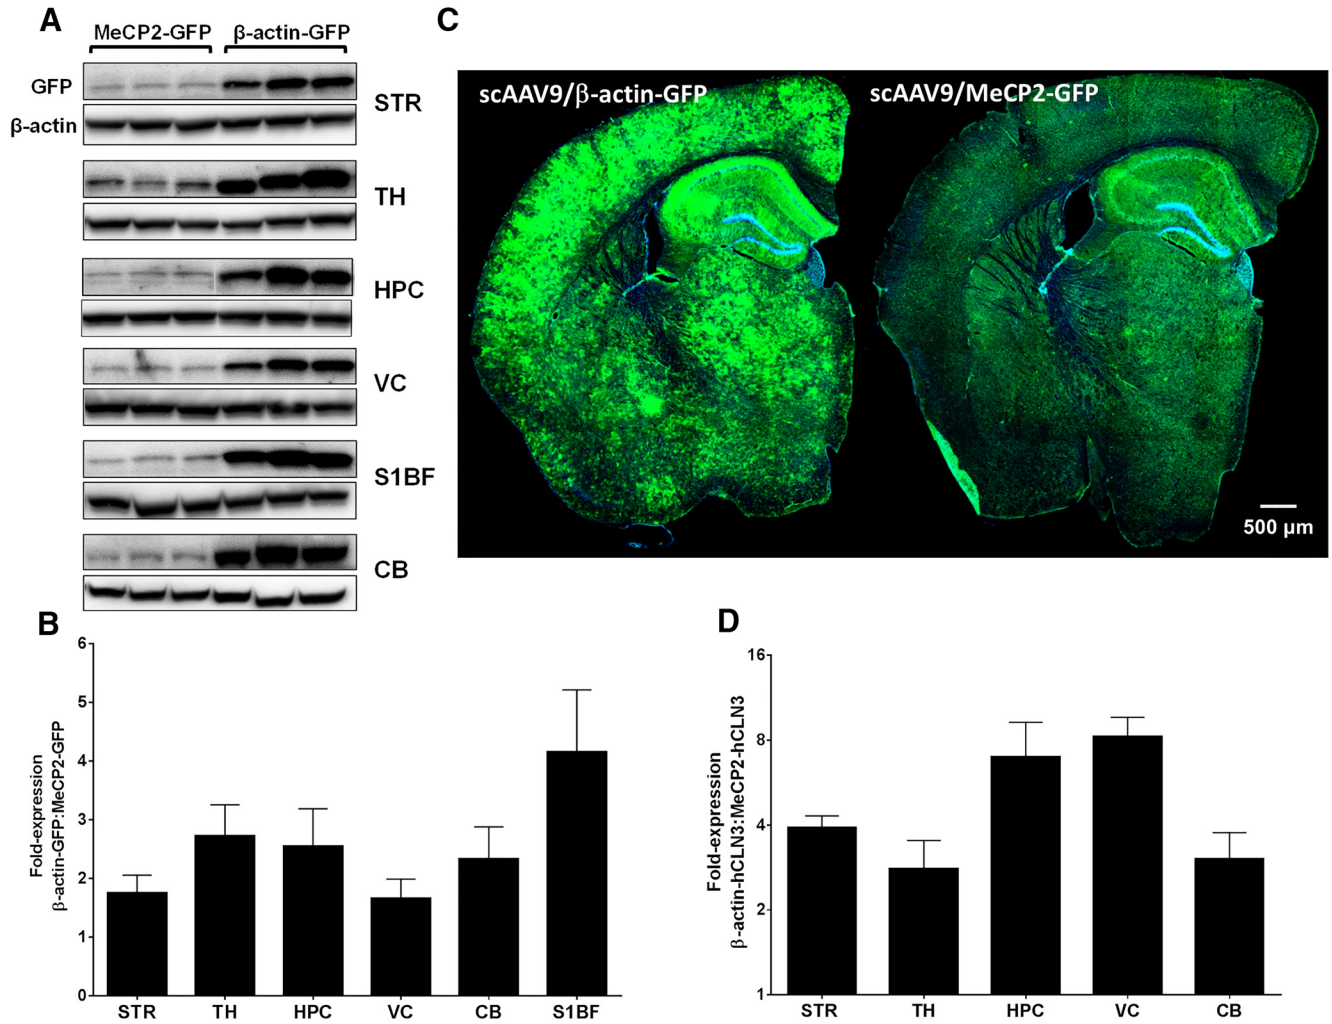 A
MeCP2-GFP
β-actin-GFP
GFP
β-actin
STR
TH
HPC
VC
S1BF
CB
C
scAAV9/β-actin-GFP
scAAV9/MeCP2-GFP
500 μm
B
Fold-expression
β-actin-GFP:MeCP2-GFP
6
5
4
3
2
1
0
STR TH HPC VC CB S1BF
D
Fold-expression
β-actin-hCLN3:MeCP2-hCLN3
16
8
4
2
1
STR TH HPC VC CB